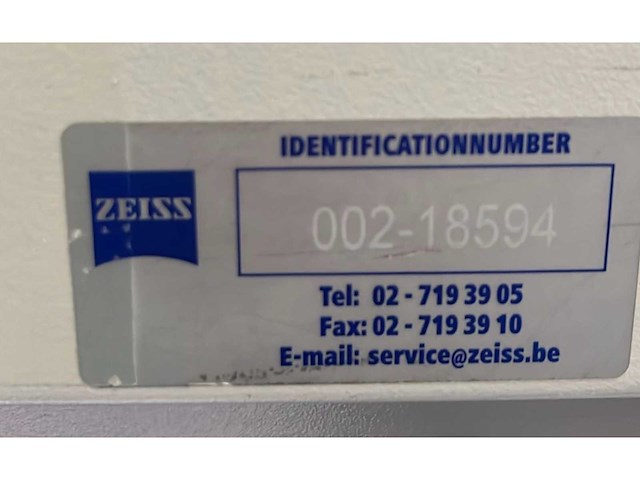 IDENTIFICATIONNUMBER
ZEISS
002-18594
Tel: 02 - 719 39 05
Fax: 02 - 719 39 10
E-mail: service@zeiss.be